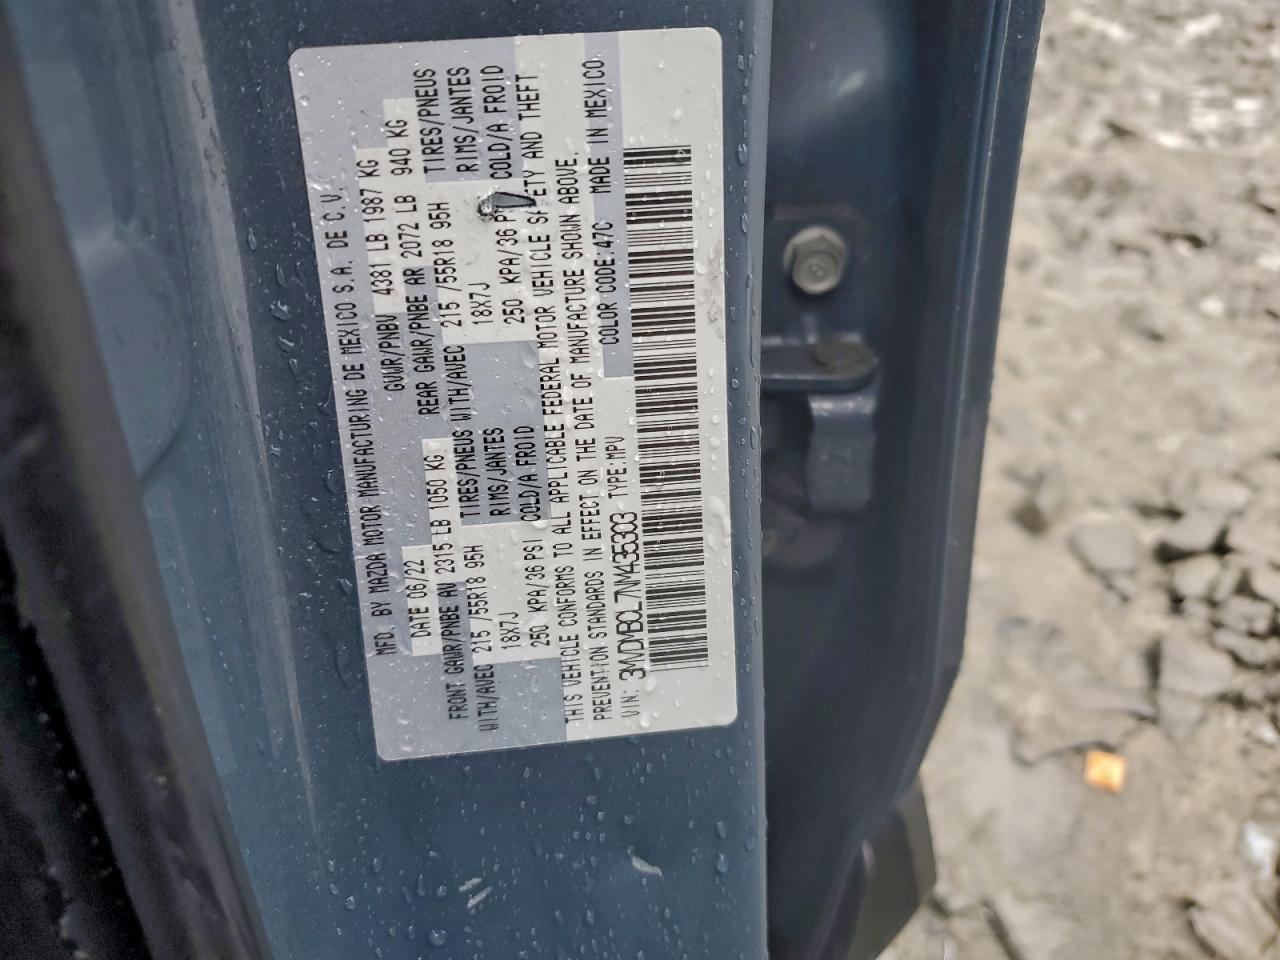 MFD. BY MAZDA MOTOR MANUFACTURING DE MEXICO S.A. DE C.V.
DATE 06/22 GVWR/PNBV 4381 LB 1987 KG
FRONT GAWR/PNBE AV 2315 LB 1050 KG REAR GAWR/PNBE AR 2072 LB 940 KG
WITH/AVEC 215 /55R18 95H TIRES/PNEUS WITH/AVEC 215 /55R18 95H TIRES/PNEUS
18X7J RIMS/JANTES 18X7J RIMS/JANTES
250 KPA/36 PSI COLD/A FROID 250 KPA/36 COLD/A FROID
THIS VEHICLE CONFORMS TO ALL APPLICABLE FEDERAL MOTOR VEHICLE SAFETY AND THEFT
PREVENTION STANDARDS IN EFFECT ON THE DATE OF MANUFACTURE SHOWN ABOVE.
VIN: 3MVDMBCL7NM435303 TYPE:MPV COLOR CODE:47C MADE IN MEXICO